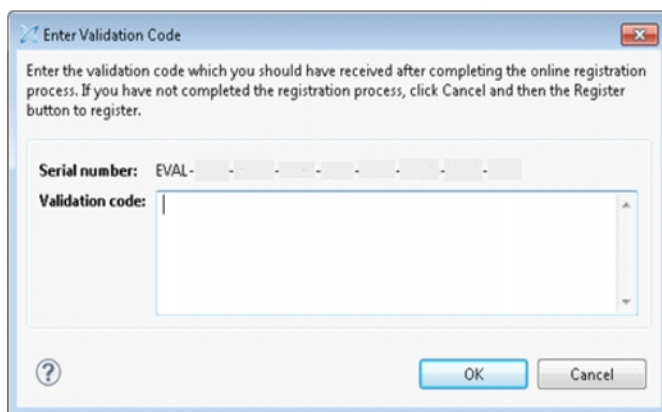 Enter Validation Code
Enter the validation code which you should have received after completing the online registration
process. If you have not completed the registration process, click Cancel and then the Register
button to register.
Serial number: EVAL- - - - - - - -
Validation code:
?
OK Cancel